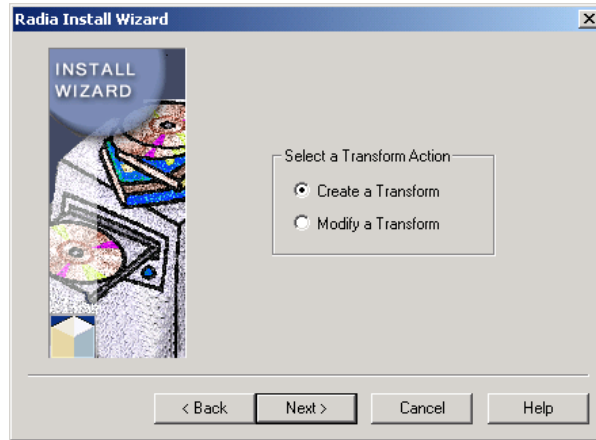 Radia Install Wizard
INSTALL
WIZARD
Select a Transform Action
Create a Transform
Modify a Transform
< Back
Next >
Cancel
Help